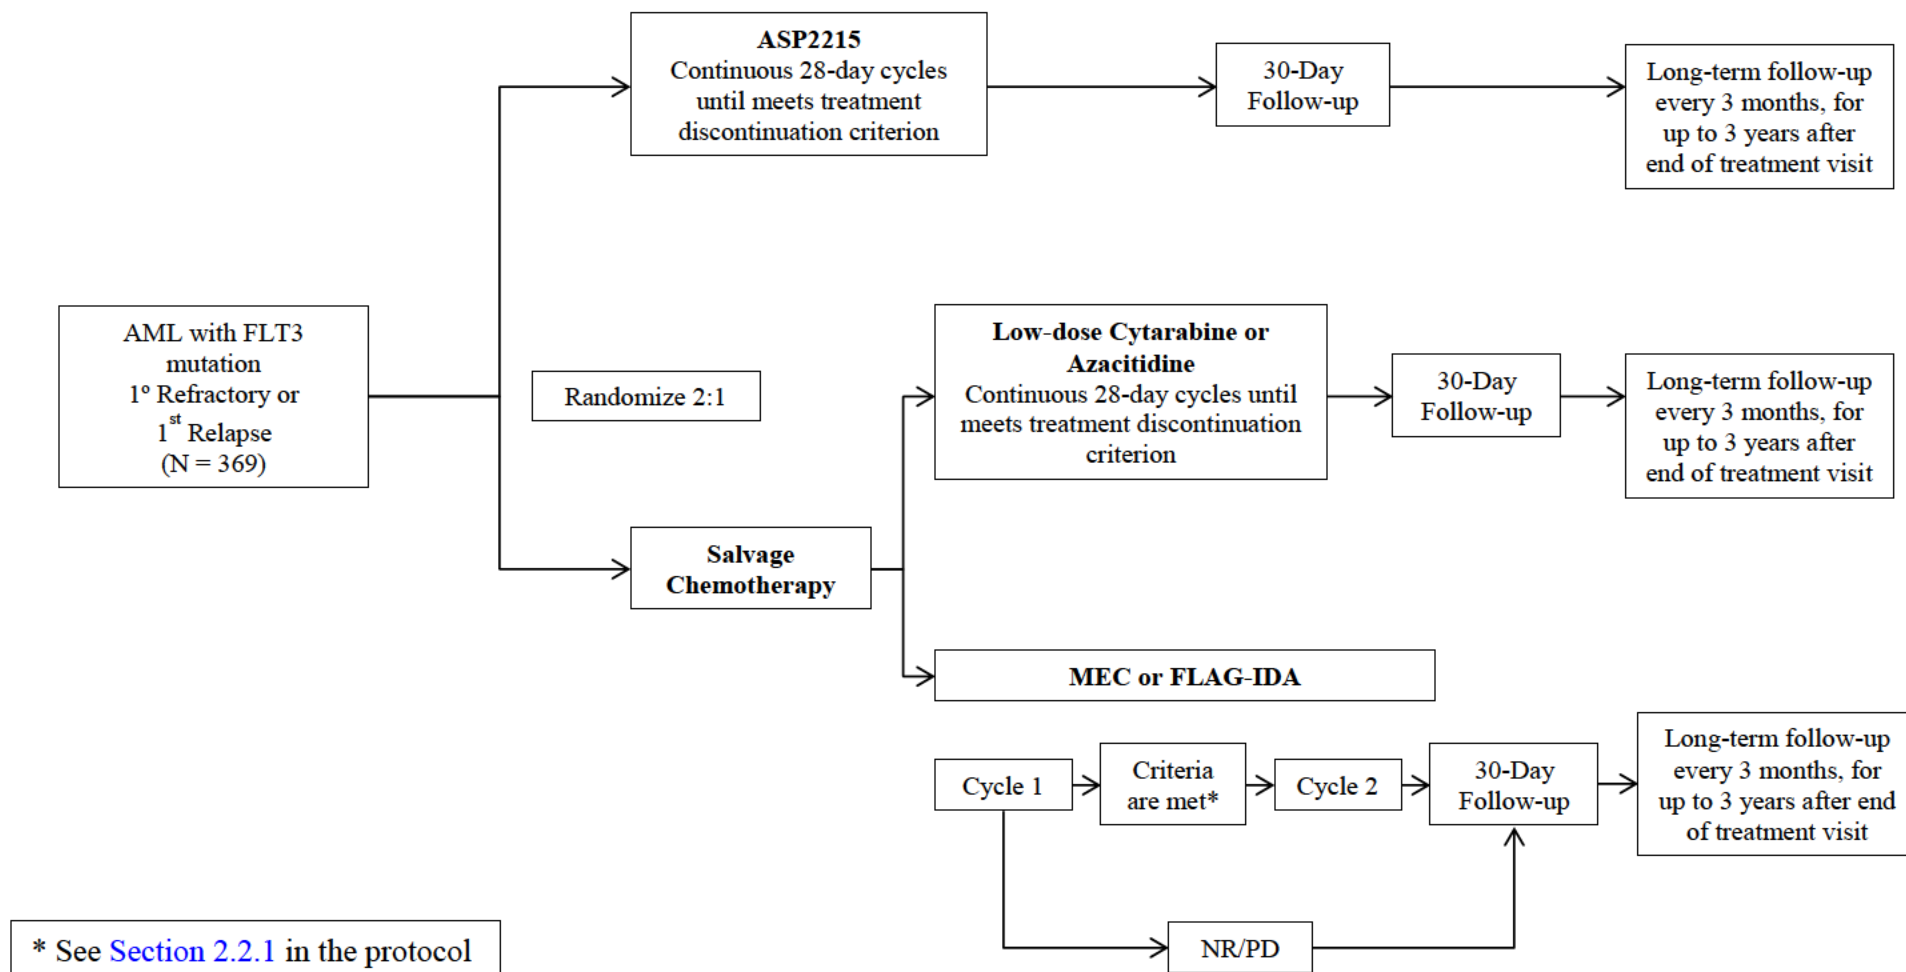 ASP2215
Continuous 28-day cycles
until meets treatment
discontinuation criterion
30-Day
Follow-up
Long-term follow-up
every 3 months, for
up to 3 years after
end of treatment visit
AML with FLT3
mutation
1º Refractory or
1st Relapse
(N = 369)
Randomize 2:1
Low-dose Cytarabine or
Azacitidine
Continuous 28-day cycles until
meets treatment discontinuation
criterion
30-Day
Follow-up
Long-term follow-up
every 3 months, for
up to 3 years after
end of treatment visit
Salvage
Chemotherapy
MEC or FLAG-IDA
Cycle 1
Criteria
are met*
Cycle 2
30-Day
Follow-up
Long-term follow-up
every 3 months, for
up to 3 years after end
of treatment visit
NR/PD
* See Section 2.2.1 in the protocol